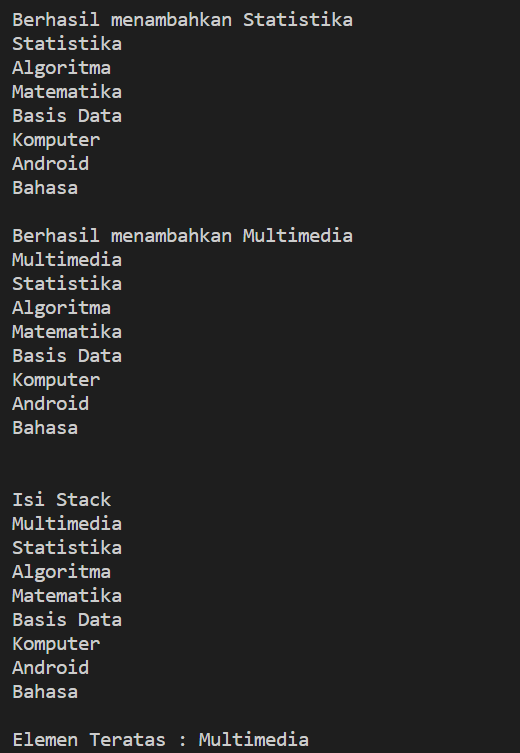 Berhasil menambahkan Statistika
Statistika
Algoritma
Matematika
Basis Data
Komputer
Android
Bahasa

Berhasil menambahkan Multimedia
Multimedia
Statistika
Algoritma
Matematika
Basis Data
Komputer
Android
Bahasa

Isi Stack
Multimedia
Statistika
Algoritma
Matematika
Basis Data
Komputer
Android
Bahasa

Elemen Teratas : Multimedia